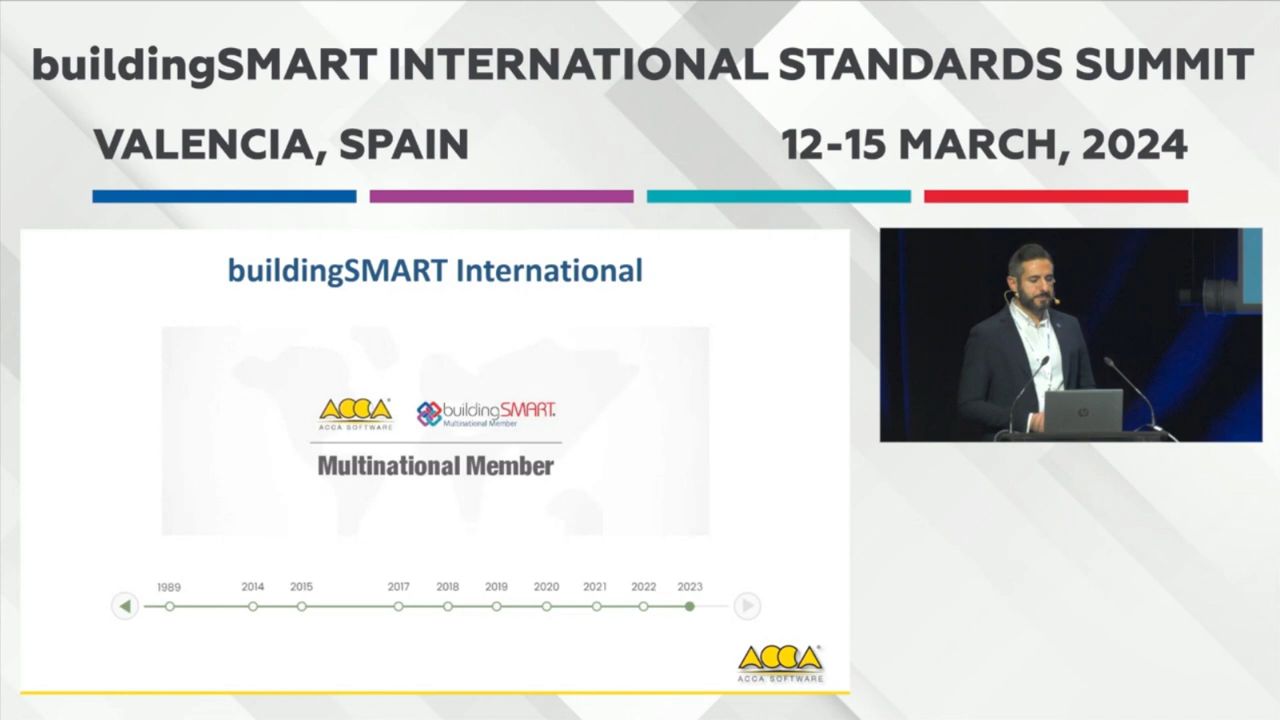 buildingSMART INTERNATIONAL STANDARDS SUMMIT
VALENCIA, SPAIN
12-15 MARCH, 2024
buildingSMART International
ACCA
ACCA SOFTWARE
buildingSMART.
Multinational Member
Multinational Member
1989 2014 2015 2017 2018 2019 2020 2021 2022 2023
ACCA
ACCA SOFTWARE
hp